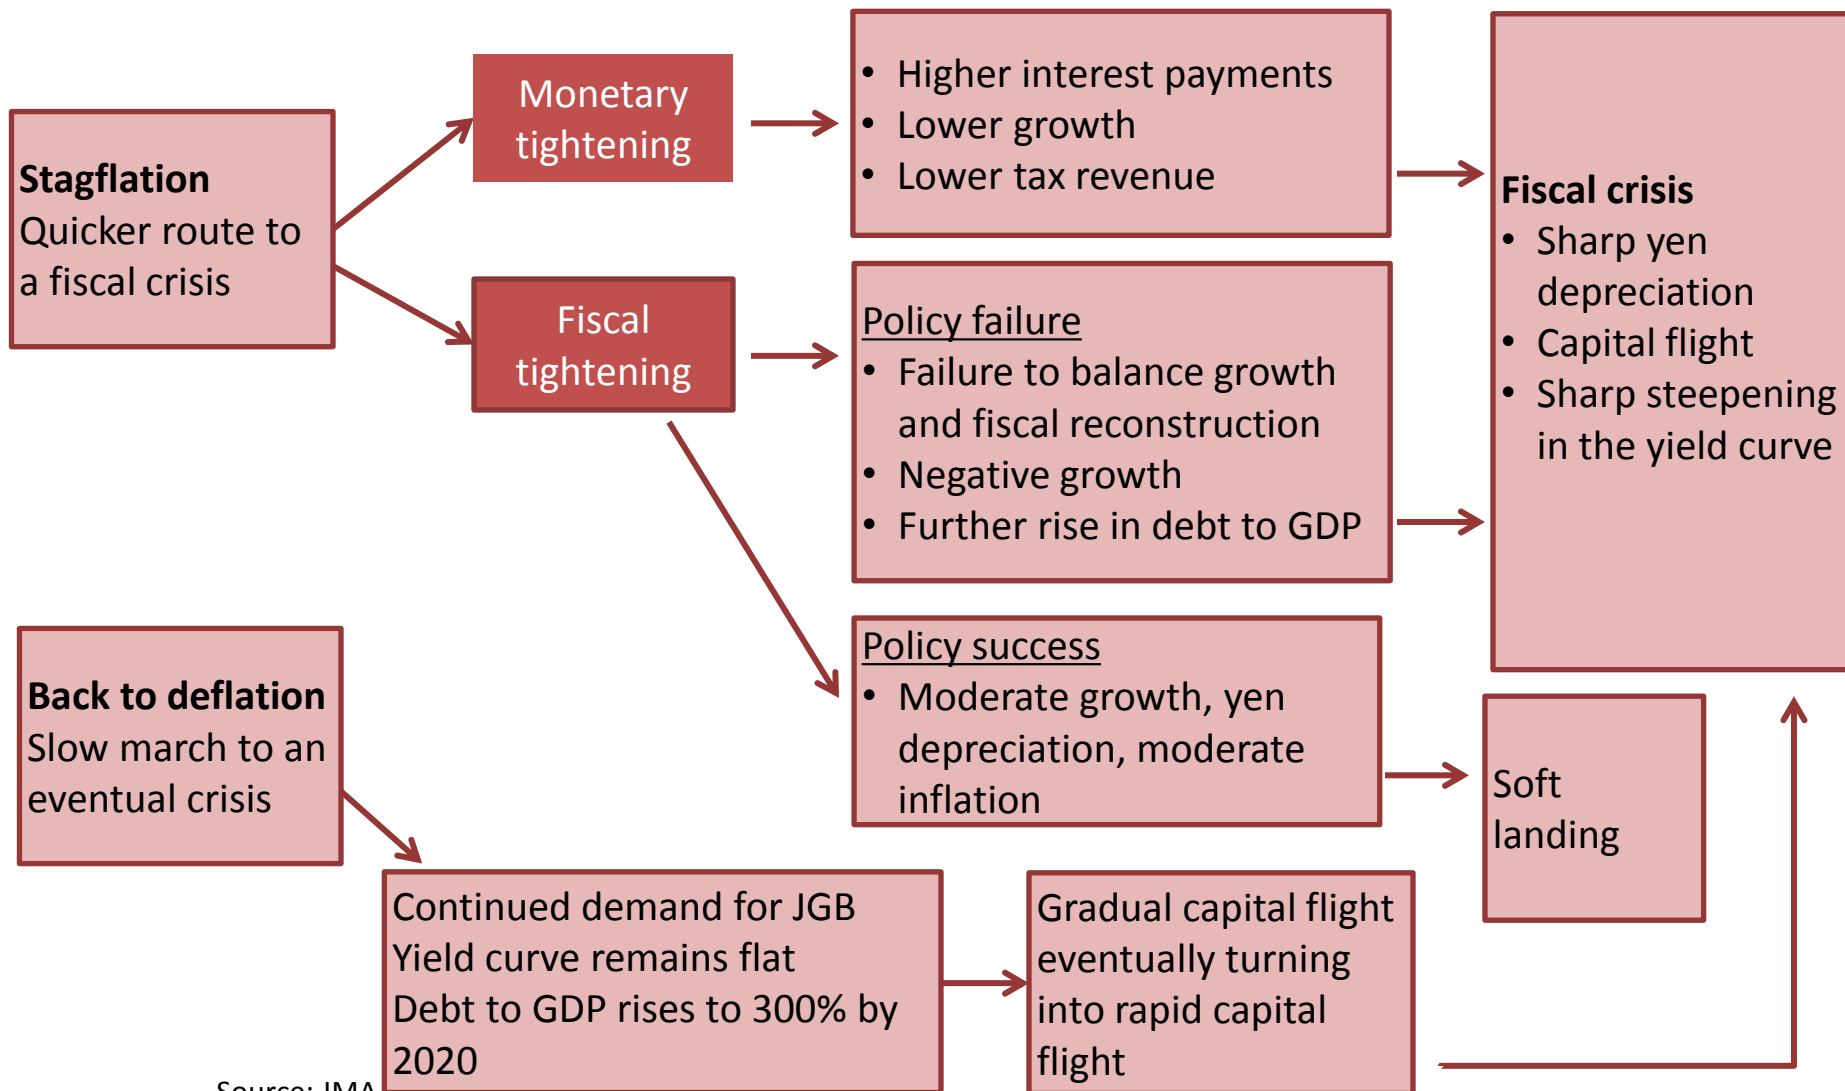 Stagflation
Quicker route to
a fiscal crisis
Monetary
tightening
• Higher interest payments
• Lower growth
• Lower tax revenue
Fiscal
tightening
Policy failure
• Failure to balance growth
and fiscal reconstruction
• Negative growth
• Further rise in debt to GDP
Fiscal crisis
• Sharp yen
depreciation
• Capital flight
• Sharp steepening
in the yield curve
Policy success
• Moderate growth, yen
depreciation, moderate
inflation
Soft
landing
Back to deflation
Slow march to an
eventual crisis
Continued demand for JGB
Yield curve remains flat
Debt to GDP rises to 300% by
2020
Gradual capital flight
eventually turning
into rapid capital
flight
Source: